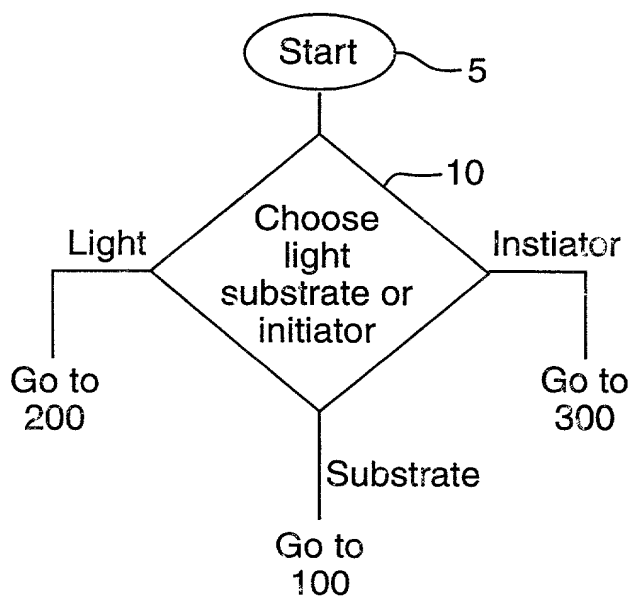 Start
5
10
Choose
light
substrate or
initiator
Light
Instiator
Go to
200
Go to
300
Substrate
Go to
100